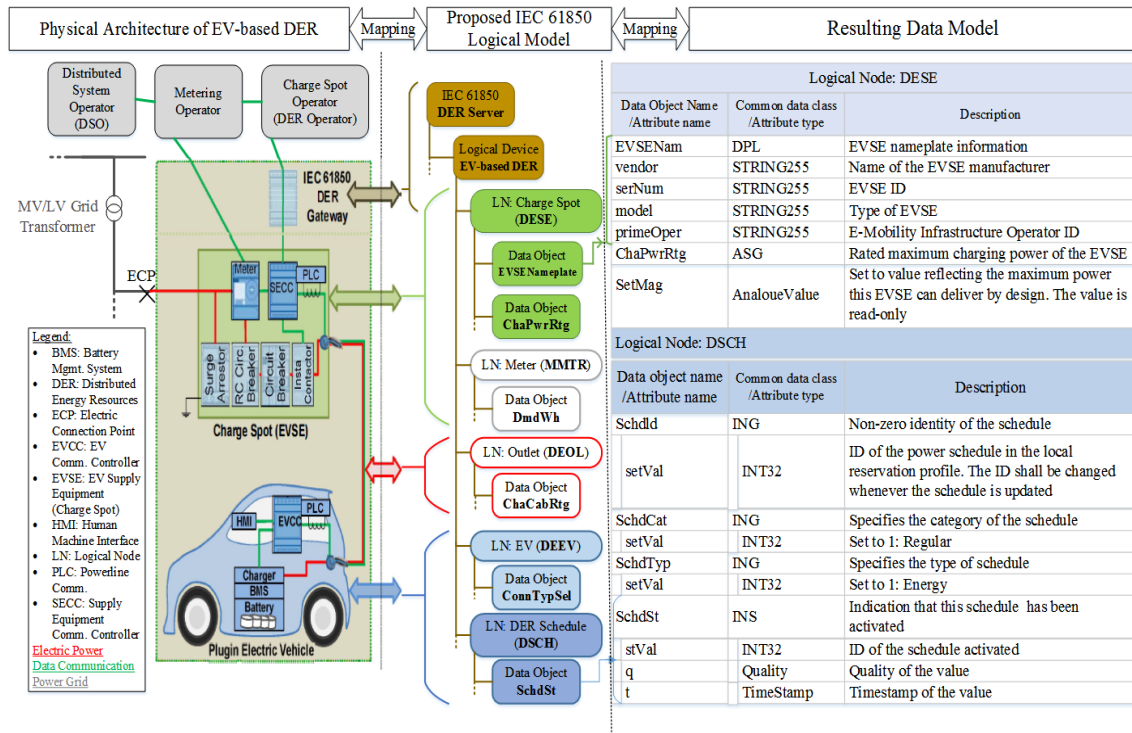 Physical Architecture of EV-based DER
Mapping
Proposed IEC 61850
Logical Model
Mapping
Resulting Data Model
Distributed
System
Operator
(DSO)
Metering
Operator
Charge Spot
Operator
(DER Operator)
MV/LV Grid
Transformer
ECP
IEC 61850
DER
Gateway
Meter
SECC
PLC
Surge
Arrestor
RC Circ.
Breaker
Circuit
Breaker
Insta
Contactor
Charge Spot (EVSE)
HMI
EVCC
PLC
Charger
BMS
Battery
Plugin Electric Vehicle
Legend:
• BMS: Battery
Mgmt. System
• DER: Distributed
Energy Resources
• ECP: Electric
Connection Point
• EVCC: EV
Comm. Controller
• EVSE: EV Supply
Equipment
(Charge Spot)
• HMI: Human
Machine Interface
• LN: Logical Node
• PLC: Powerline
Comm.
• SECC: Supply
Equipment
Comm. Controller
Electric Power
Data Communication
Power Grid
IEC 61850
DER Server
Logical Device
EV-based DER
LN: Charge Spot
(DESE)
Data Object
EVSENameplate
Data Object
ChaPwrRtg
LN: Meter (MMTR)
Data Object
DmdWh
LN: Outlet (DEOL)
Data Object
ChaCabRtg
LN: EV (DEEV)
Data Object
ConnTypSel
LN: DER Schedule
(DSCH)
Data Object
SchdSt
Logical Node: DESE
Data Object Name
/Attribute name
Common data class
/Attribute type
Description
EVSENam DPL EVSE nameplate information
vendor STRING255 Name of the EVSE manufacturer
serNum STRING255 EVSE ID
model STRING255 Type of EVSE
primeOper STRING255 E-Mobility Infrastructure Operator ID
ChaPwrRtg ASG Rated maximum charging power of the EVSE
SetMag AnaloueValue Set to value reflecting the maximum power
this EVSE can deliver by design. The value is
read-only
Logical Node: DSCH
Data object name
/Attribute name
Common data class
/Attribute type
Description
SchdId ING Non-zero identity of the schedule
setVal INT32 ID of the power schedule in the local
reservation profile. The ID shall be changed
whenever the schedule is updated
SchdCat ING Specifies the category of the schedule
setVal INT32 Set to 1: Regular
SchdTyp ING Specifies the type of schedule
setVal INT32 Set to 1: Energy
SchdSt INS Indication that this schedule has been
activated
stVal INT32 ID of the schedule activated
q Quality Quality of the value
t TimeStamp Timestamp of the value